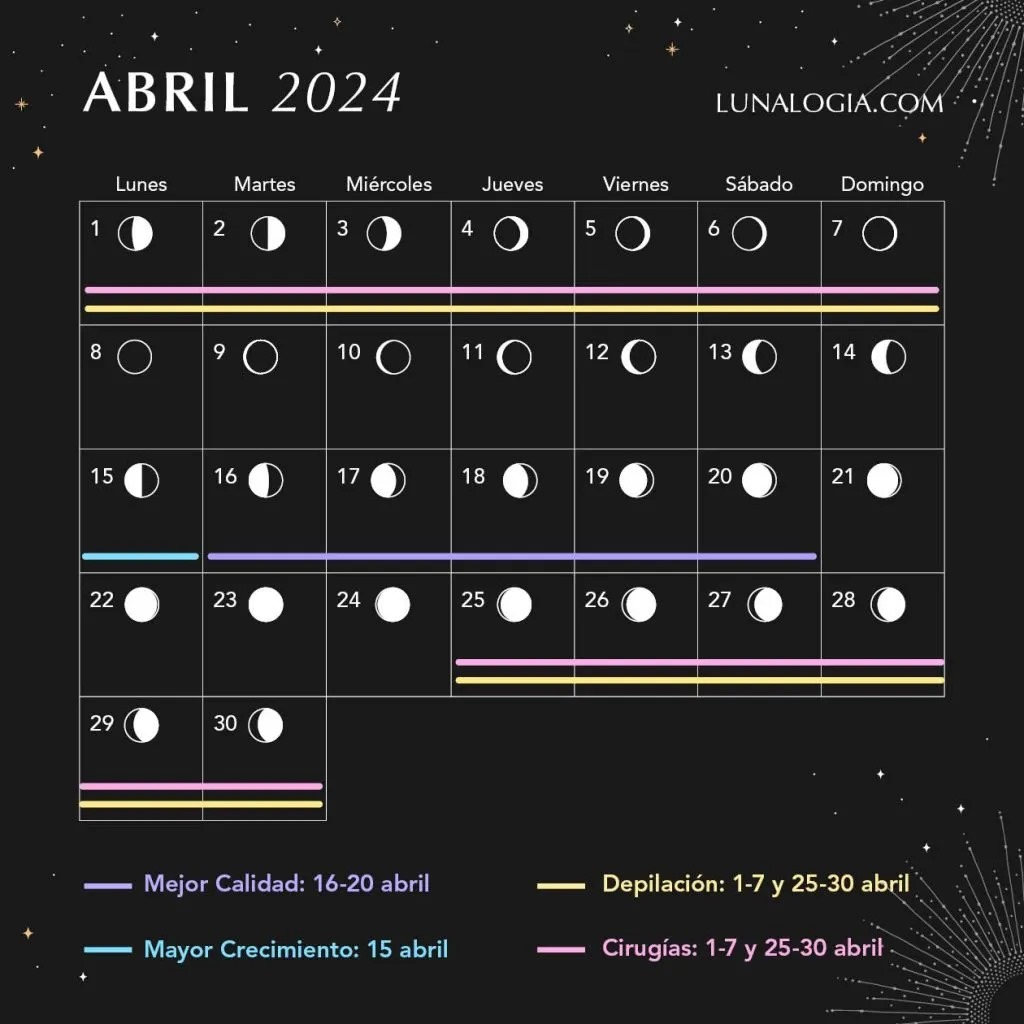 ABRIL 2024
LUNALOGIA.COM
Lunes Martes Miércoles Jueves Viernes Sábado Domingo
1 2 3 4 5 6 7
8 9 10 11 12 13 14
15 16 17 18 19 20 21
22 23 24 25 26 27 28
29 30
Mejor Calidad: 16-20 abril
Depilación: 1-7 y 25-30 abril
Mayor Crecimiento: 15 abril
Cirugías: 1-7 y 25-30 abril